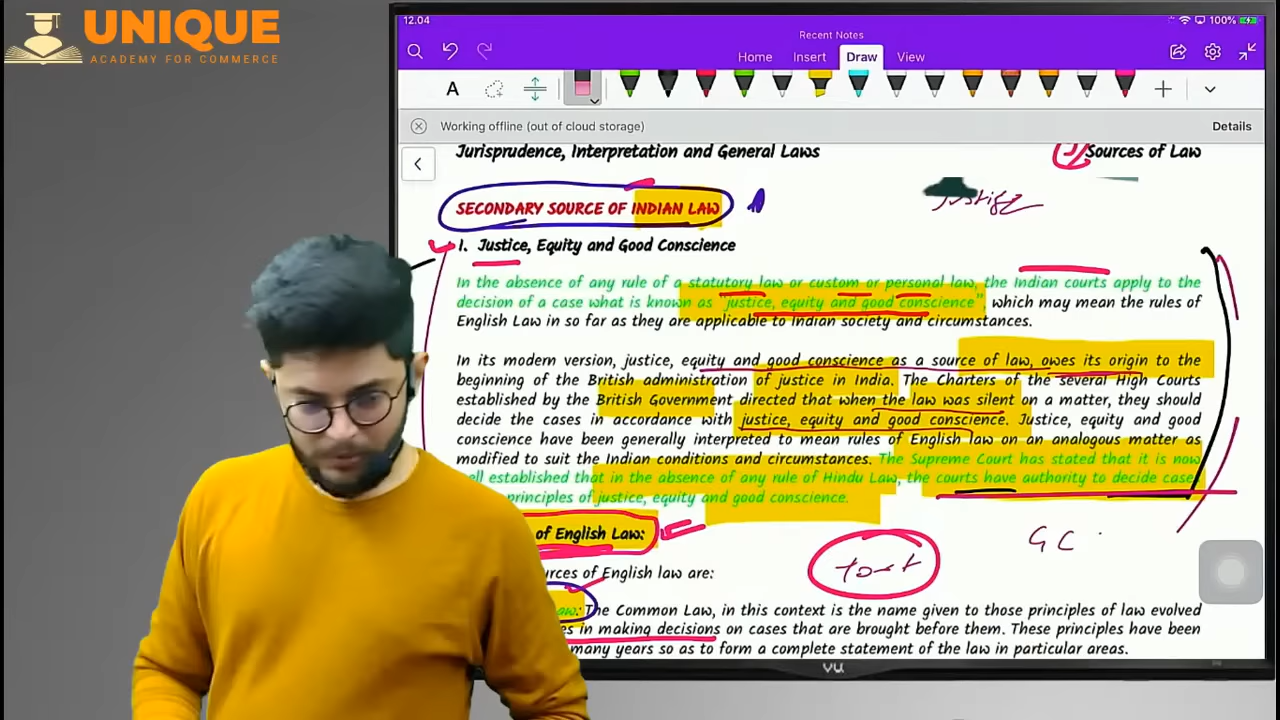 UNIQUE
ACADEMY FOR COMMERCE
12.04
100%
Recent Notes
Home Insert Draw View
A
Working offline (out of cloud storage)
Details
Jurisprudence, Interpretation and General Laws
Sources of Law
SECONDARY SOURCE OF INDIAN LAW
1. Justice, Equity and Good Conscience
In the absence of any rule of a statutory law or custom or personal law, the Indian courts apply to the
decision of a case what is known as "justice, equity and good conscience", which may mean the rules of
English Law in so far as they are applicable to Indian society and circumstances.
In its modern version, justice, equity and good conscience as a source of law, owes its origin to the
beginning of the British administration of justice in India. The Charters of the several High Courts
established by the British Government directed that when the law was silent on a matter, they should
decide the cases in accordance with justice, equity and good conscience. Justice, equity and good
conscience have been generally interpreted to mean rules of English law on an analogous matter as
modified to suit the Indian conditions and circumstances. The Supreme Court has stated that it is now
ell established that in the absence of any rule of Hindu Law, the courts have authority to decide cases
principles of justice, equity and good conscience.
of English Law:
GC
urces of English law are:
tort
aw: The Common Law, in this context is the name given to those principles of law evolved
es in making decisions on cases that are brought before them. These principles have been
many years so as to form a complete statement of the law in particular areas.
vu